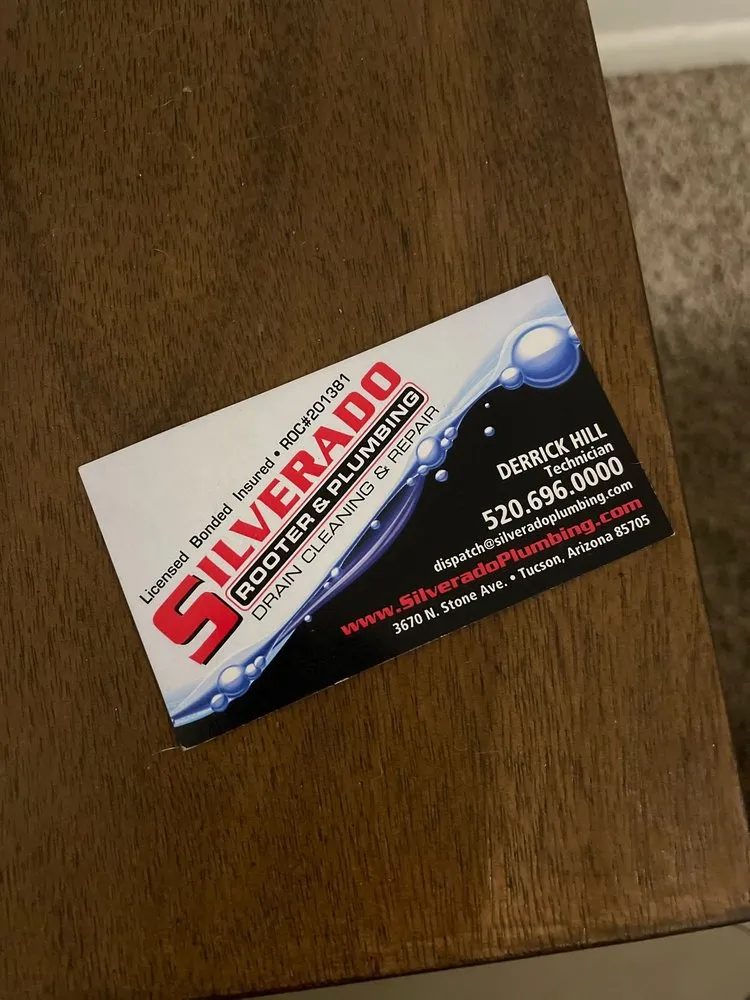 Licensed Bonded Insured • ROC#201381
SILVERADO
ROOTER & PLUMBING
DRAIN CLEANING & REPAIR
DERRICK HILL
Technician
520.696.0000
dispatch@silveradoplumbing.com
www.SilveradoPlumbing.com
3670 N. Stone Ave. • Tucson, Arizona 85705